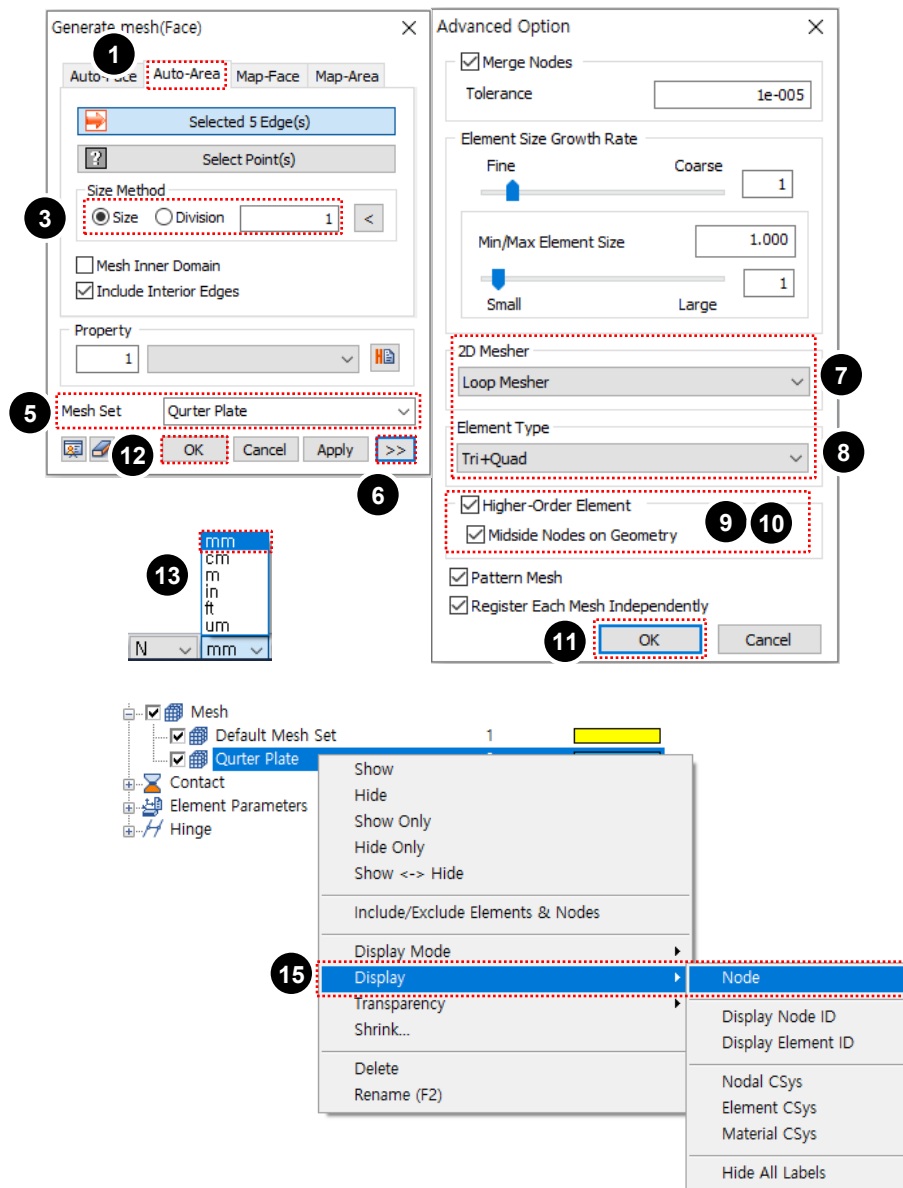 Generate mesh(Face)
1
Auto-Face Auto-Area Map-Face Map-Area
Selected 5 Edge(s)
Select Point(s)
Size Method
3
Size Division 1 <
Mesh Inner Domain
Include Interior Edges
Property
1
5
Mesh Set Qurter Plate
12
OK Cancel Apply >>
6
Advanced Option
Merge Nodes
Tolerance 1e-005
Element Size Growth Rate
Fine Coarse
1
Min/Max Element Size 1.000
1
Small Large
2D Mesher
Loop Mesher
7
Element Type
Tri+Quad
8
Higher-Order Element
9 10
Midside Nodes on Geometry
Pattern Mesh
Register Each Mesh Independently
11
OK Cancel
13
mm
cm
m
in
ft
um
N mm
Mesh
Default Mesh Set 1
Qurter Plate
Contact
Element Parameters
Hinge
Show
Hide
Show Only
Hide Only
Show <-> Hide
Include/Exclude Elements & Nodes
Display Mode
15
Display
Transparency
Shrink...
Delete
Rename (F2)
Node
Display Node ID
Display Element ID
Nodal CSys
Element CSys
Material CSys
Hide All Labels